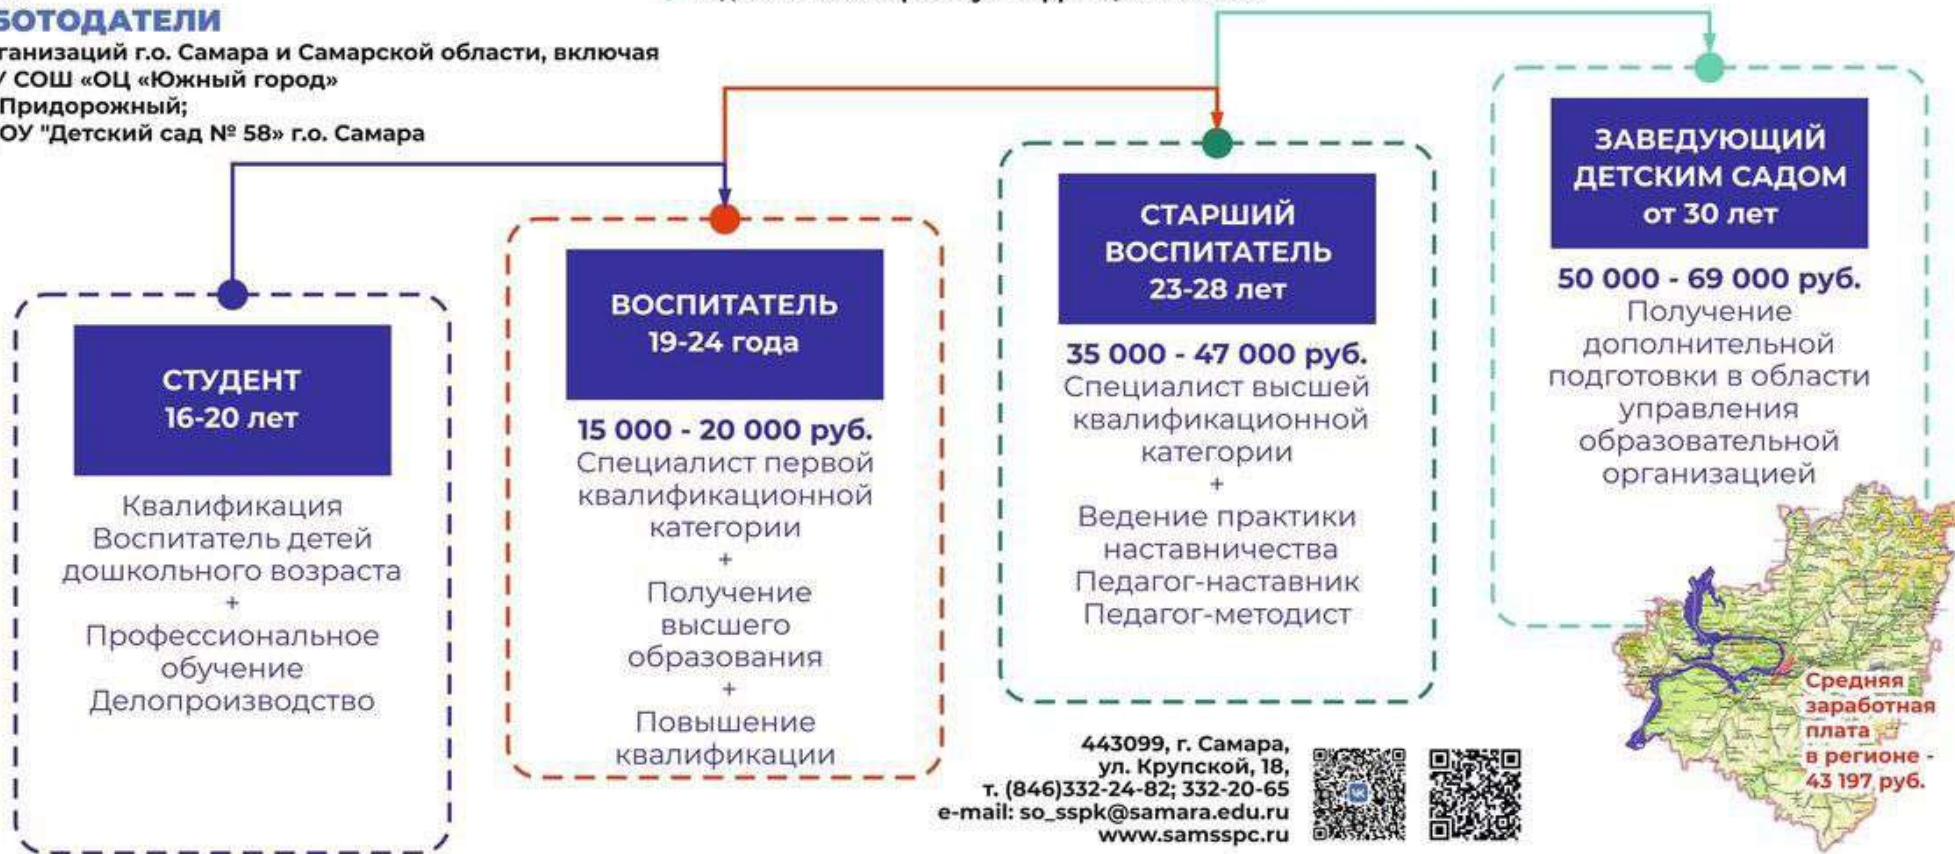 БОТОДАТЕЛИ
ганизаций г.о. Самара и Самарской области, включая
У СОШ «ОЦ «Южный город»
Придорожный;
ОУ "Детский сад № 58» г.о. Самара
СТУДЕНТ
16-20 лет
Квалификация
Воспитатель детей
дошкольного возраста
+
Профессиональное
обучение
Делопроизводство
ВОСПИТАТЕЛЬ
19-24 года
15 000 - 20 000 руб.
Специалист первой
квалификационной
категории
+
Получение
высшего
образования
+
Повышение
квалификации
СТАРШИЙ
ВОСПИТАТЕЛЬ
23-28 лет
35 000 - 47 000 руб.
Специалист высшей
квалификационной
категории
+
Ведение практики
наставничества
Педагог-наставник
Педагог-методист
ЗАВЕДУЮЩИЙ
ДЕТСКИМ САДОМ
от 30 лет
50 000 - 69 000 руб.
Получение
дополнительной
подготовки в области
управления
образовательной
организацией
Средняя
заработная
плата
в регионе -
43 197 руб.
443099, г. Самара,
ул. Крупской, 18,
т. (846)332-24-82; 332-20-65
e-mail: so_sspk@samara.edu.ru
www.samsspc.ru